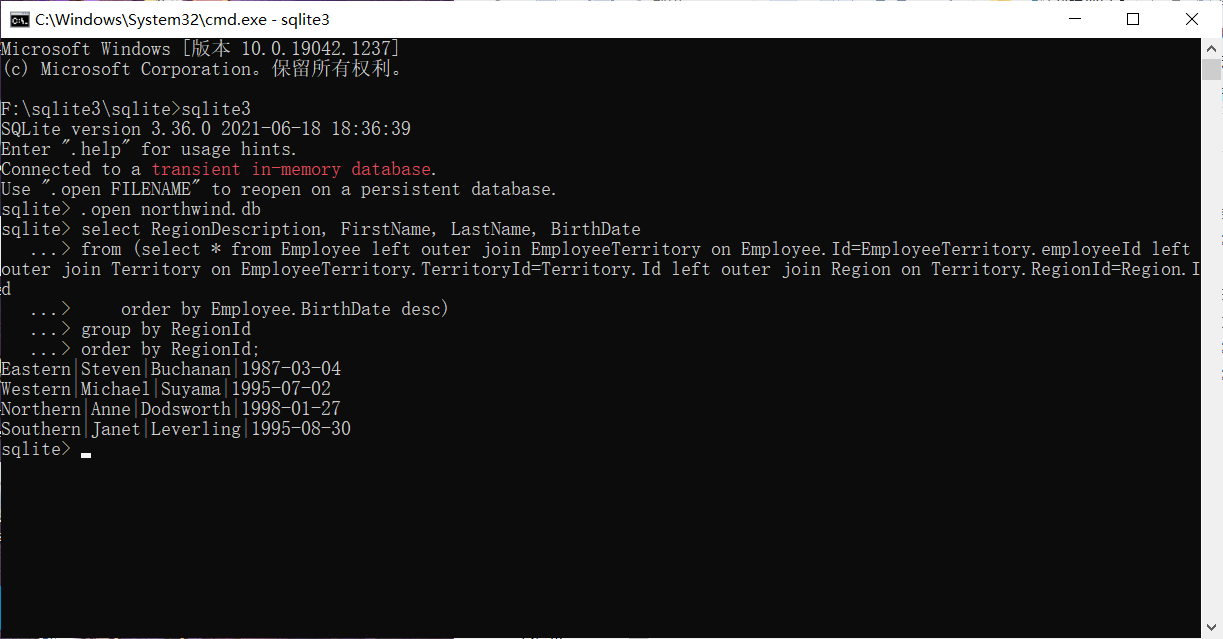 C:\Windows\System32\cmd.exe - sqlite3
Microsoft Windows [版本 10.0.19042.1237]
(c) Microsoft Corporation。保留所有权利。
F:\sqlite3\sqlite>sqlite3
SQLite version 3.36.0 2021-06-18 18:36:39
Enter ".help" for usage hints.
Connected to a transient in-memory database.
Use ".open FILENAME" to reopen on a persistent database.
sqlite> .open northwind.db
sqlite> select RegionDescription, FirstName, LastName, BirthDate
   ...> from (select * from Employee left outer join EmployeeTerritory on Employee.Id=EmployeeTerritory.employeeId left
outer join Territory on EmployeeTerritory.TerritoryId=Territory.Id left outer join Region on Territory.RegionId=Region.I
d
   ...>     order by Employee.BirthDate desc)
   ...> group by RegionId
   ...> order by RegionId;
Eastern|Steven|Buchanan|1987-03-04
Western|Michael|Suyama|1995-07-02
Northern|Anne|Dodsworth|1998-01-27
Southern|Janet|Leverling|1995-08-30
sqlite>